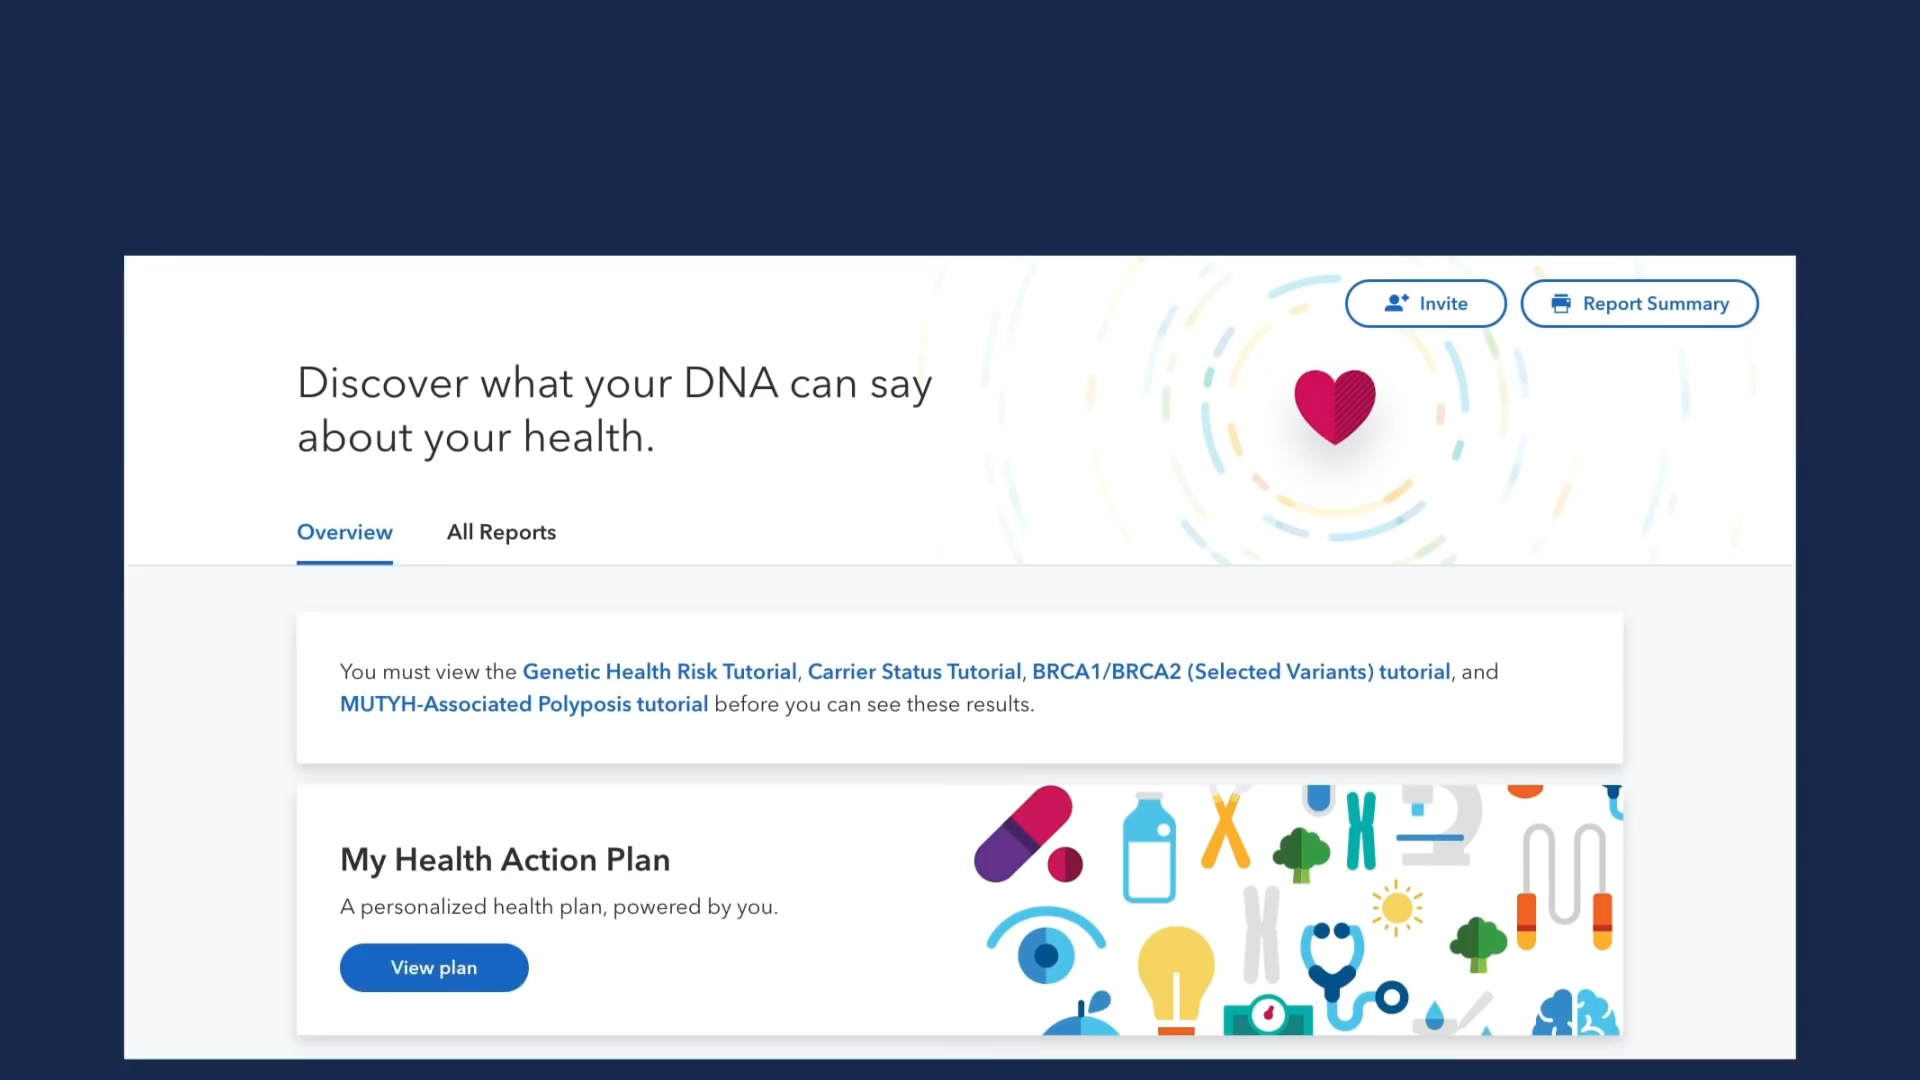 Invite
Report Summary
Discover what your DNA can say
about your health.
Overview
All Reports
You must view the Genetic Health Risk Tutorial, Carrier Status Tutorial, BRCA1/BRCA2 (Selected Variants) tutorial, and
MUTYH-Associated Polyposis tutorial before you can see these results.
My Health Action Plan
A personalized health plan, powered by you.
View plan